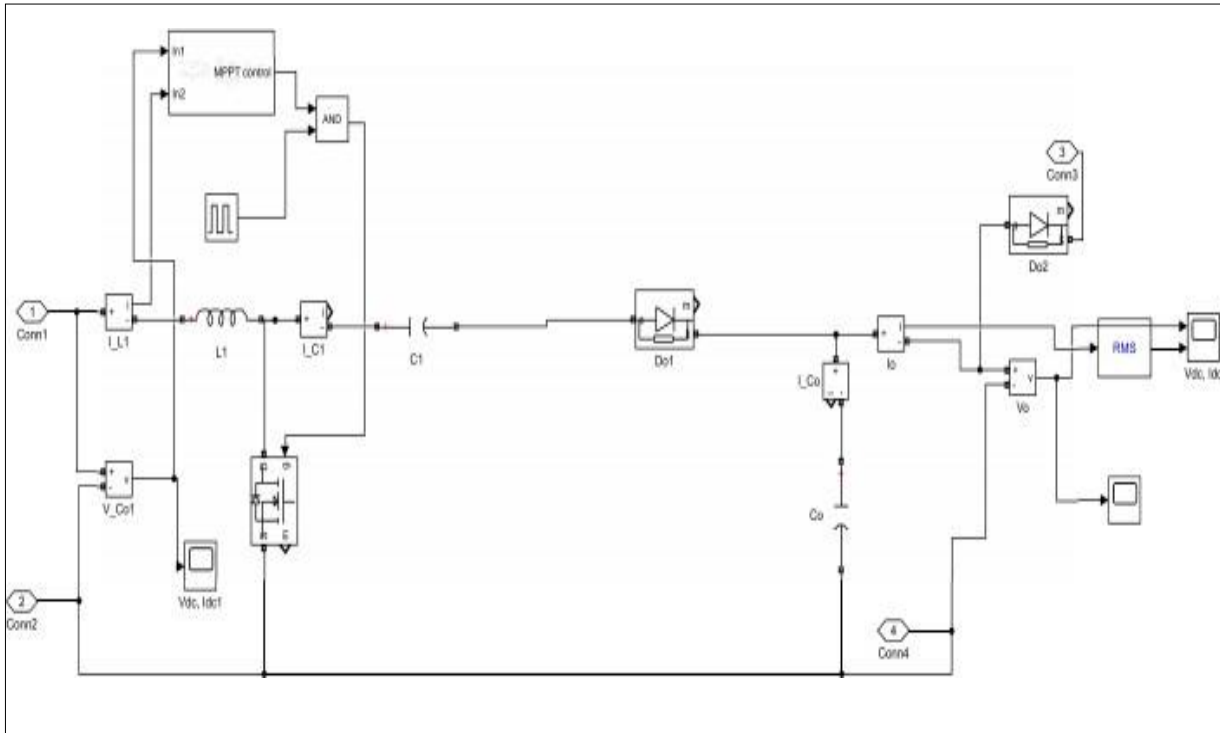 In1
MPPT control
In2
AND
3
Conn3
m
Do2
1
Conn1
+
i
-
I_L1
L1
+
-
I_C1
C1
m
Do1
+
i
-
Io
RMS
Vdc, Idc
I_Co
+
-
v
Vo
+
i
-
+
-
v
V_Co1
g
D
S
m
Co
Vdc, Idc1
2
Conn2
4
Conn4